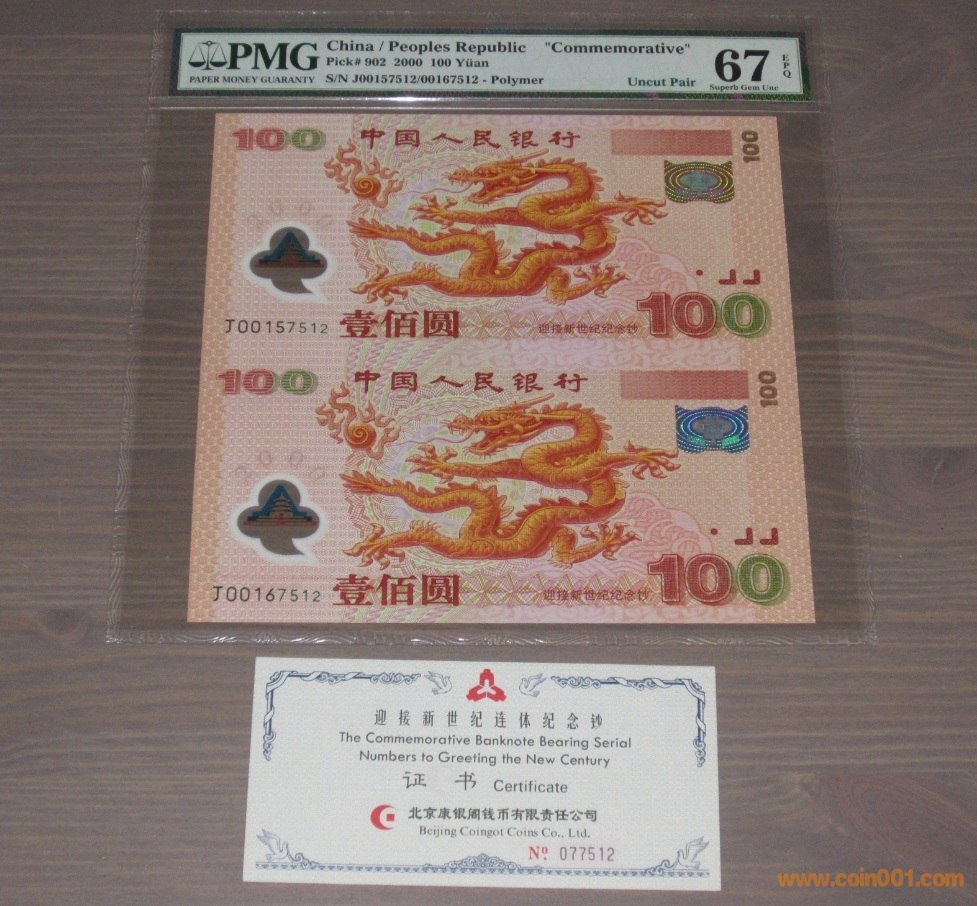 PMG
PAPER MONEY GUARANTY
China / Peoples Republic "Commemorative"
Pick# 902 2000 100 Yüan
S/N J00157512/00167512 - Polymer
Uncut Pair
67
EPQ
Superb Gem Unc
100 中国人民银行
100
2000
J00157512 壹佰圆
迎接新世纪纪念钞 100
100 中国人民银行
100
2000
J00167512 壹佰圆
迎接新世纪纪念钞 100
迎接新世纪连体纪念钞
The Commemorative Banknote Bearing Serial
Numbers to Greeting the New Century
证书 Certificate
北京康银阁钱币有限责任公司
Beijing Coingot Coins Co., Ltd.
Nº 077512
www.coin001.com